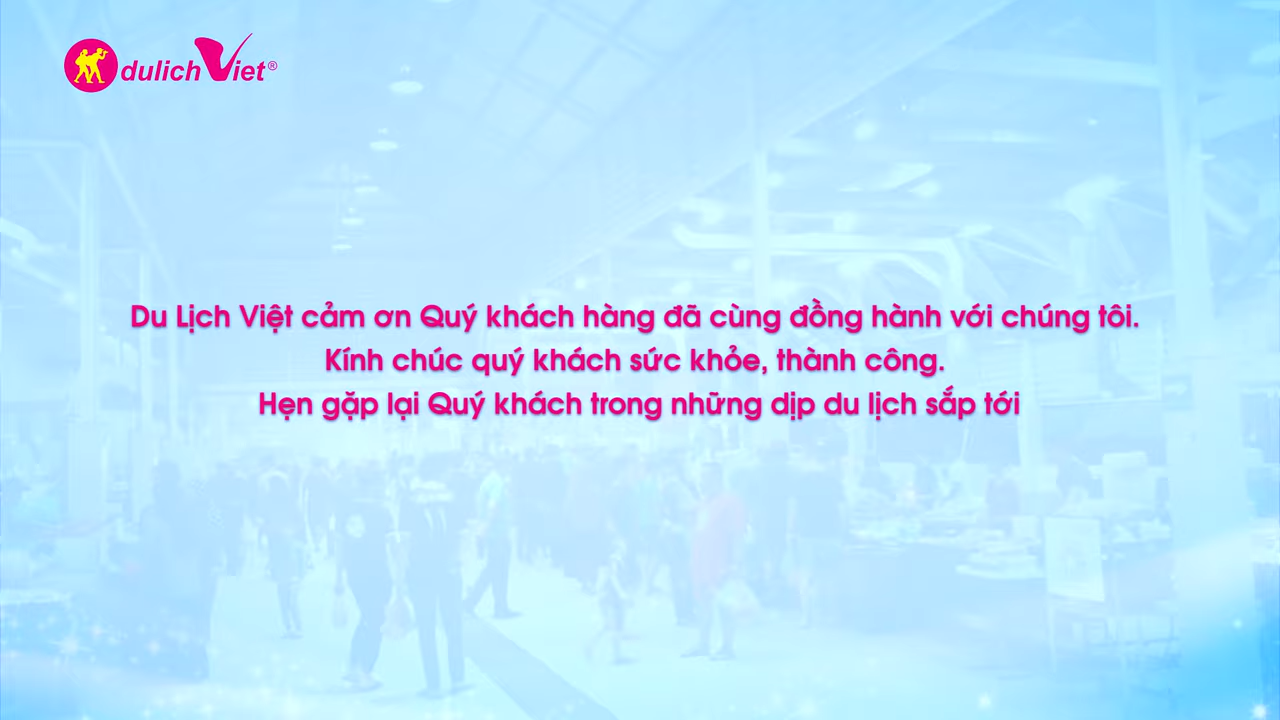 dulichViet®
Du Lịch Việt cảm ơn Quý khách hàng đã cùng đồng hành với chúng tôi.
Kính chúc quý khách sức khỏe, thành công.
Hẹn gặp lại Quý khách trong những dịp du lịch sắp tới